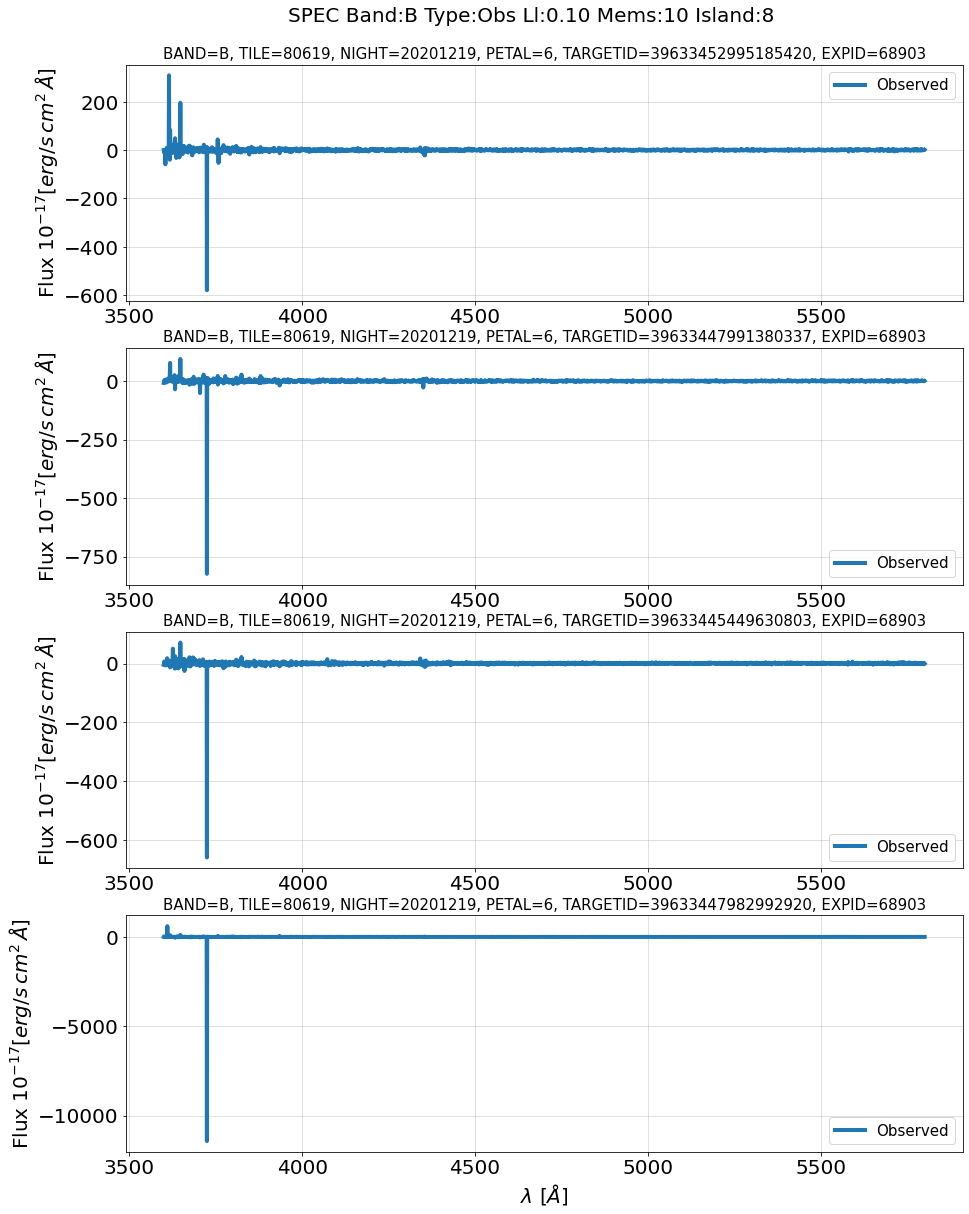 SPEC Band:B Type:Obs Ll:0.10 Mems:10 Island:8
BAND=B, TILE=80619, NIGHT=20201219, PETAL=6, TARGETID=39633452995185420, EXPID=68903
Flux 10⁻¹⁷[erg/s cm² Å]
200
0
−200
−400
−600
Observed
3500 4000 4500 5000 5500
BAND=B, TILE=80619, NIGHT=20201219, PETAL=6, TARGETID=39633447991380337, EXPID=68903
Flux 10⁻¹⁷[erg/s cm² Å]
0
−250
−500
−750
Observed
3500 4000 4500 5000 5500
BAND=B, TILE=80619, NIGHT=20201219, PETAL=6, TARGETID=39633445449630803, EXPID=68903
Flux 10⁻¹⁷[erg/s cm² Å]
0
−200
−400
−600
Observed
3500 4000 4500 5000 5500
BAND=B, TILE=80619, NIGHT=20201219, PETAL=6, TARGETID=39633447982992920, EXPID=68903
Flux 10⁻¹⁷[erg/s cm² Å]
0
−5000
−10000
Observed
3500 4000 4500 5000 5500
λ [Å]